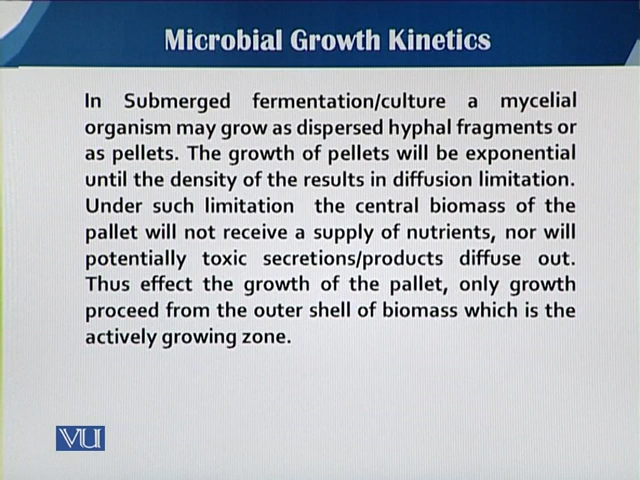 Microbial Growth Kinetics
In Submerged fermentation/culture a mycelial
organism may grow as dispersed hyphal fragments or
as pellets. The growth of pellets will be exponential
until the density of the results in diffusion limitation.
Under such limitation the central biomass of the
pallet will not receive a supply of nutrients, nor will
potentially toxic secretions/products diffuse out.
Thus effect the growth of the pallet, only growth
proceed from the outer shell of biomass which is the
actively growing zone.
VU